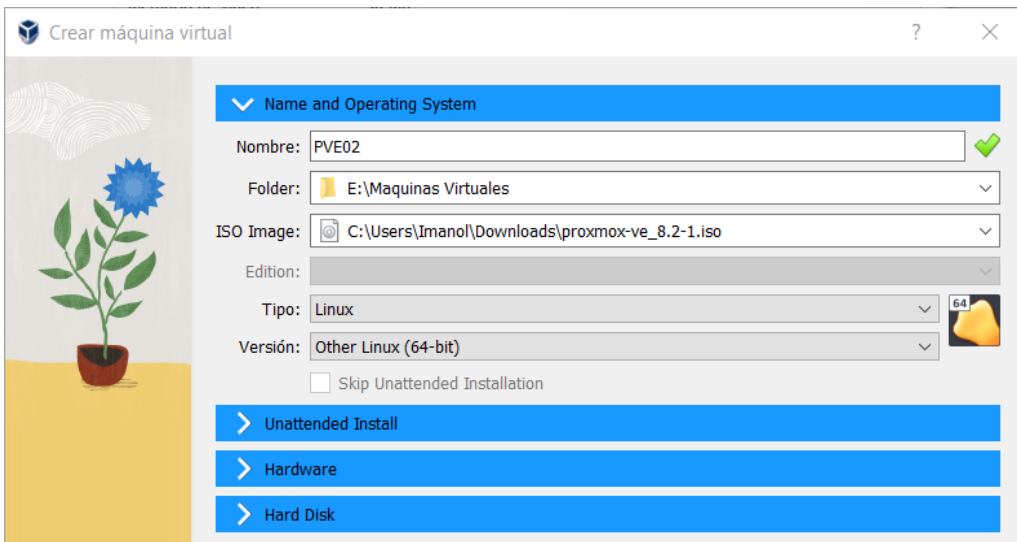 Crear máquina virtual
?
Name and Operating System
Nombre: PVE02
Folder: E:\Maquinas Virtuales
ISO Image: C:\Users\Imanol\Downloads\proxmox-ve_8.2-1.iso
Edition:
Tipo: Linux
64
Versión: Other Linux (64-bit)
Skip Unattended Installation
Unattended Install
Hardware
Hard Disk